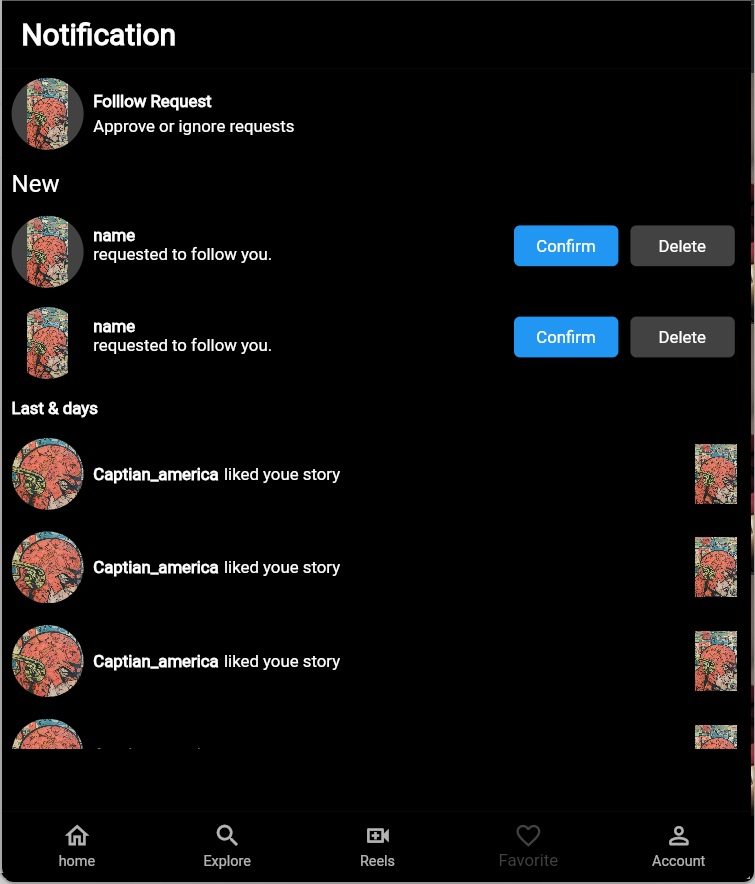 Notification
Folllow Request
Approve or ignore requests
New
name
requested to follow you.
Confirm
Delete
name
requested to follow you.
Confirm
Delete
Last & days
Captian_america liked youe story
Captian_america liked youe story
Captian_america liked youe story
home
Explore
Reels
Favorite
Account